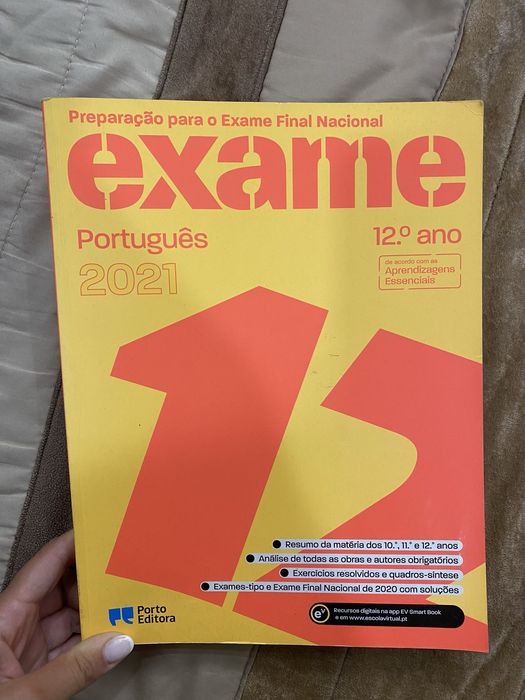 Preparação para o Exame Final Nacional
exame
Português
12.º ano
2021
de acordo com as
Aprendizagens
Essenciais
12
Resumo da matéria dos 10.º, 11.º e 12.º anos
Análise de todas as obras e autores obrigatórios
Exercícios resolvidos e quadros-síntese
Exames-tipo e Exame Final Nacional de 2020 com soluções
Porto
Editora
ev
Recursos digitais na app EV Smart Book
e em www.escolavirtual.pt